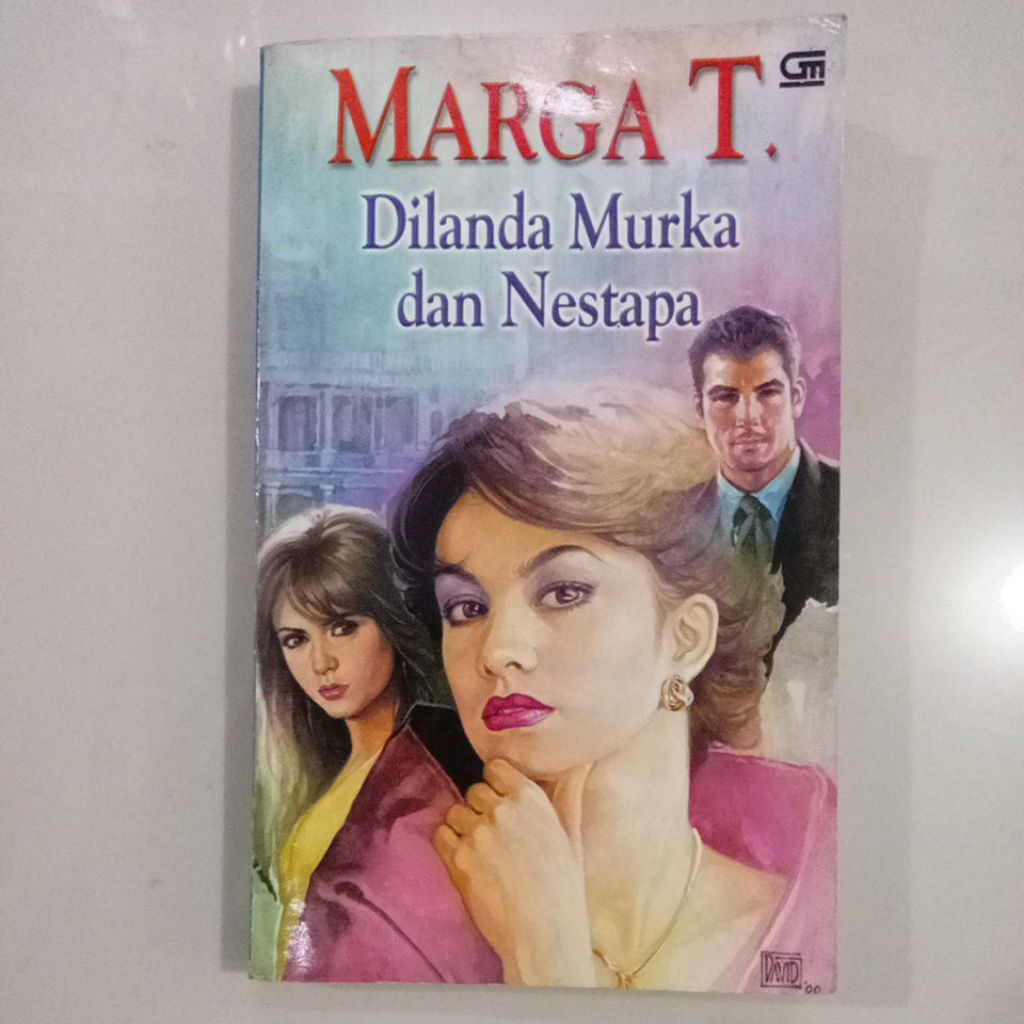 MARGA T.
GM
Dilanda Murka
dan Nestapa
DAVID '00